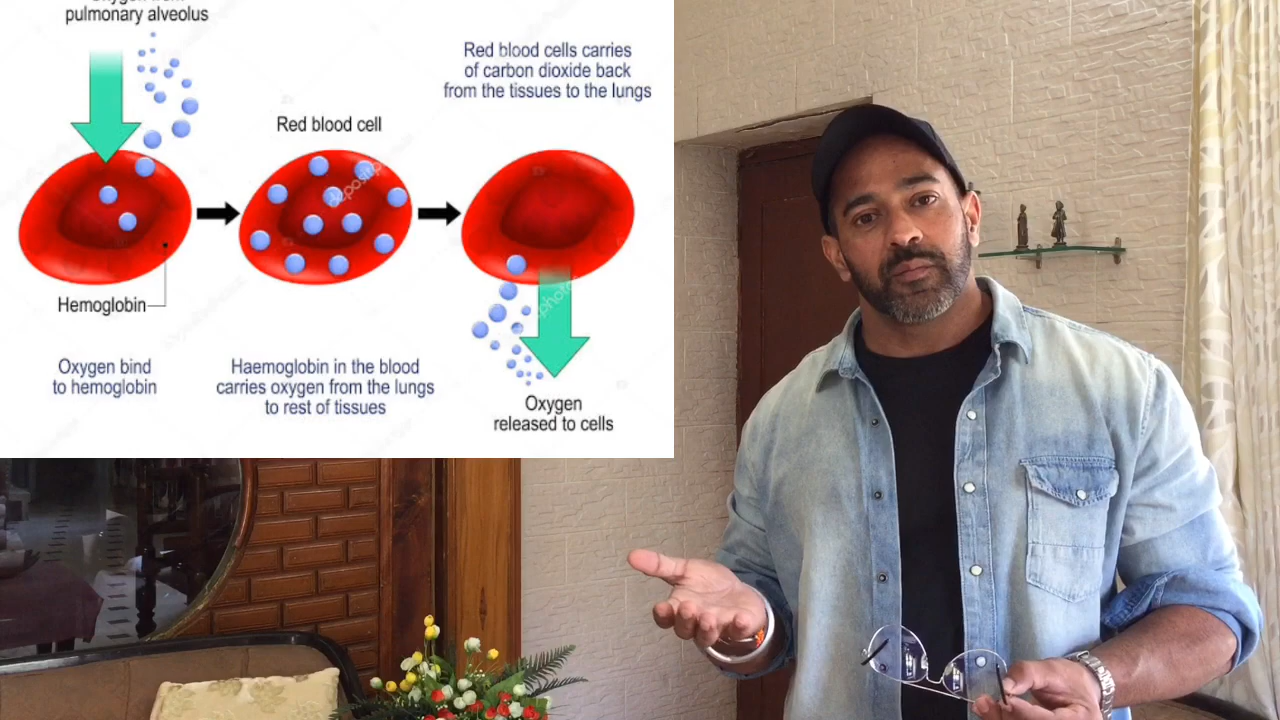 pulmonary alveolus
Red blood cells carries
of carbon dioxide back
from the tissues to the lungs
Red blood cell
Hemoglobin
Oxygen bind
to hemoglobin
Haemoglobin in the blood
carries oxygen from the lungs
to rest of tissues
Oxygen
released to cells